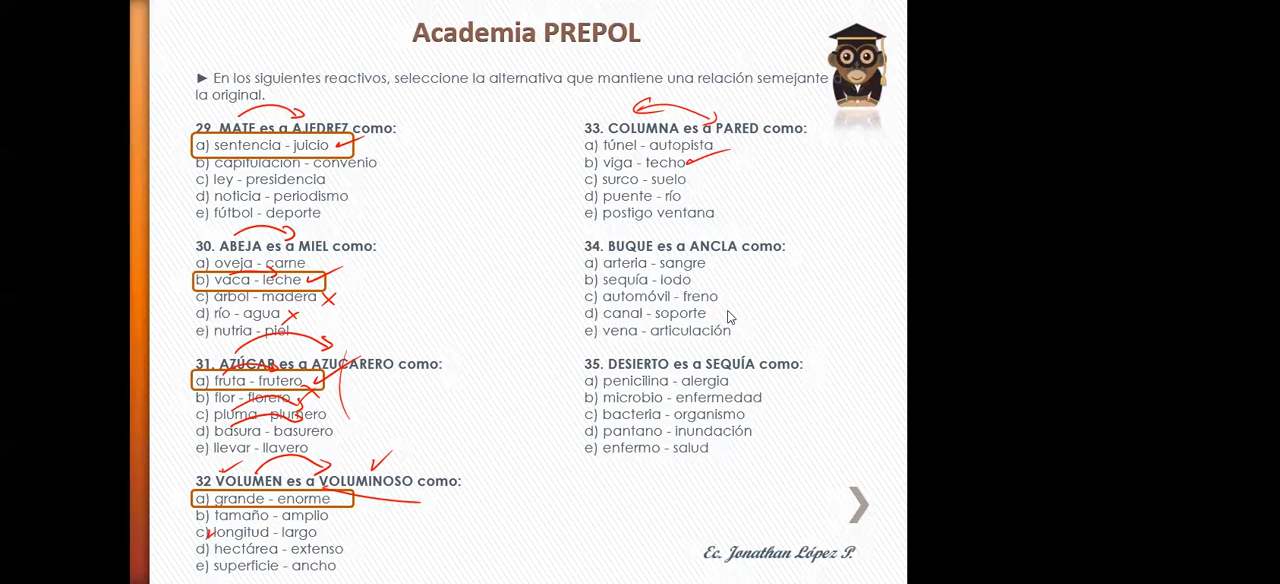 Academia PREPOL
► En los siguientes reactivos, seleccione la alternativa que mantiene una relación semejante a
la original.
29. MATE es a AJEDREZ como:
a) sentencia - juicio
b) capitulación - convenio
c) ley - presidencia
d) noticia - periodismo
e) fútbol - deporte
30. ABEJA es a MIEL como:
a) oveja - carne
b) vaca - leche
c) árbol - madera
d) río - agua
e) nutria - piel
31. AZÚCAR es a AZUCARERO como:
a) fruta - frutero
b) flor - florero
c) pluma - plumero
d) basura - basurero
e) llevar - llavero
32 VOLUMEN es a VOLUMINOSO como:
a) grande - enorme
b) tamaño - amplio
c) longitud - largo
d) hectárea - extenso
e) superficie - ancho
33. COLUMNA es a PARED como:
a) túnel - autopista
b) viga - techo
c) surco - suelo
d) puente - río
e) postigo ventana
34. BUQUE es a ANCLA como:
a) arteria - sangre
b) sequía - lodo
c) automóvil - freno
d) canal - soporte
e) vena - articulación
35. DESIERTO es a SEQUÍA como:
a) penicilina - alergia
b) microbio - enfermedad
c) bacteria - organismo
d) pantano - inundación
e) enfermo - salud
Ec. Jonathan López P.